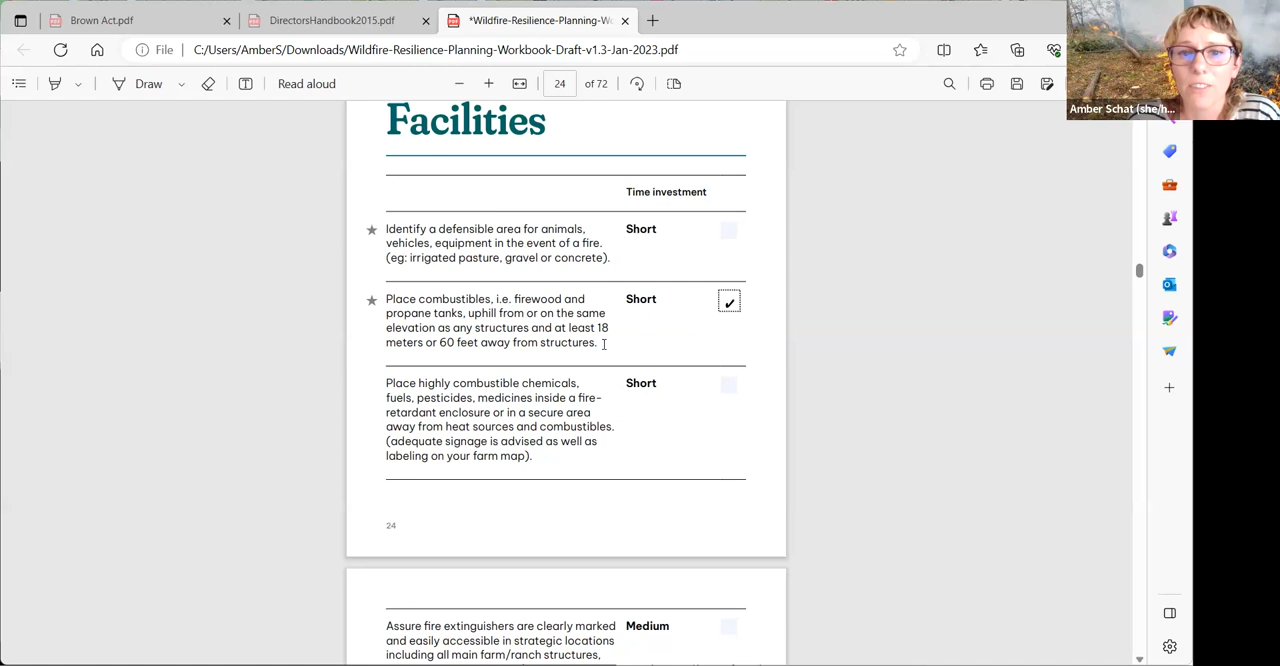 Brown Act.pdf
DirectorsHandbook2015.pdf
*Wildfire-Resilience-Planning-Wo
File
C:/Users/AmberS/Downloads/Wildfire-Resilience-Planning-Workbook-Draft-v1.3-Jan-2023.pdf
Draw
Read aloud
24
of 72
Amber Schat (she/h...
Facilities
Time investment
Identify a defensible area for animals,
vehicles, equipment in the event of a fire.
(eg: irrigated pasture, gravel or concrete).
Short
Place combustibles, i.e. firewood and
propane tanks, uphill from or on the same
elevation as any structures and at least 18
meters or 60 feet away from structures.
Short
Place highly combustible chemicals,
fuels, pesticides, medicines inside a fire-
retardant enclosure or in a secure area
away from heat sources and combustibles.
(adequate signage is advised as well as
labeling on your farm map).
Short
24
Assure fire extinguishers are clearly marked
and easily accessible in strategic locations
including all main farm/ranch structures,
Medium